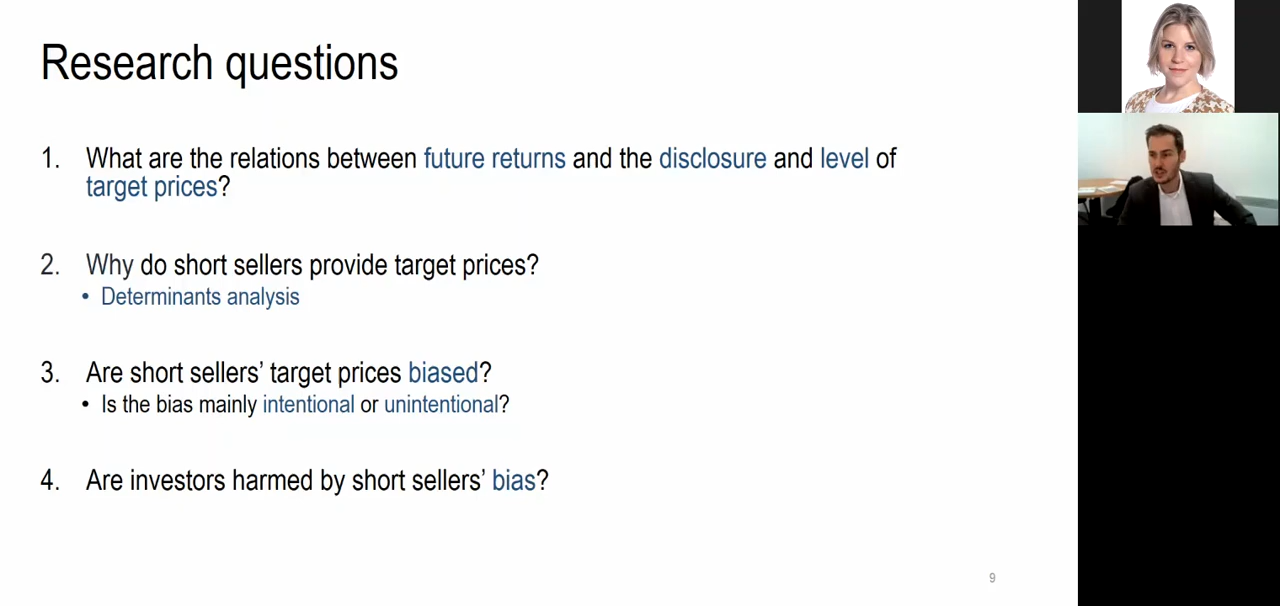 Research questions
1. What are the relations between future returns and the disclosure and level of
target prices?
2. Why do short sellers provide target prices?
• Determinants analysis
3. Are short sellers’ target prices biased?
• Is the bias mainly intentional or unintentional?
4. Are investors harmed by short sellers’ bias?
9